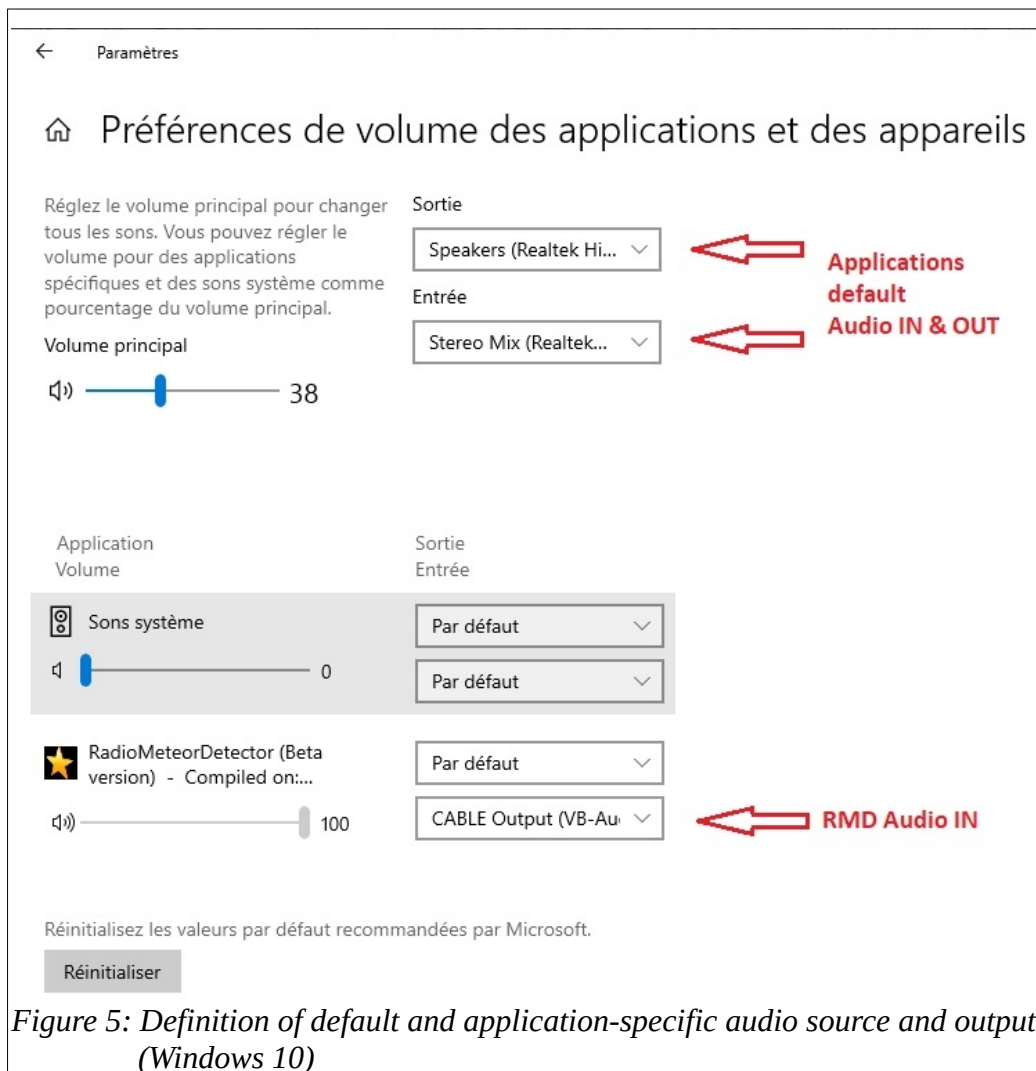 Paramètres
Préférences de volume des applications et des appareils
Réglez le volume principal pour changer
tous les sons. Vous pouvez régler le
volume pour des applications
spécifiques et des sons système comme
pourcentage du volume principal.
Volume principal
38
Sortie
Speakers (Realtek Hi...
Entrée
Stereo Mix (Realtek...
Applications
default
Audio IN & OUT
Application
Volume
Sortie
Entrée
Sons système
0
Par défaut
Par défaut
RadioMeteorDetector (Beta
version) - Compiled on:...
100
Par défaut
CABLE Output (VB-Au
RMD Audio IN
Réinitialisez les valeurs par défaut recommandées par Microsoft.
Réinitialiser
Figure 5: Definition of default and application-specific audio source and output
(Windows 10)